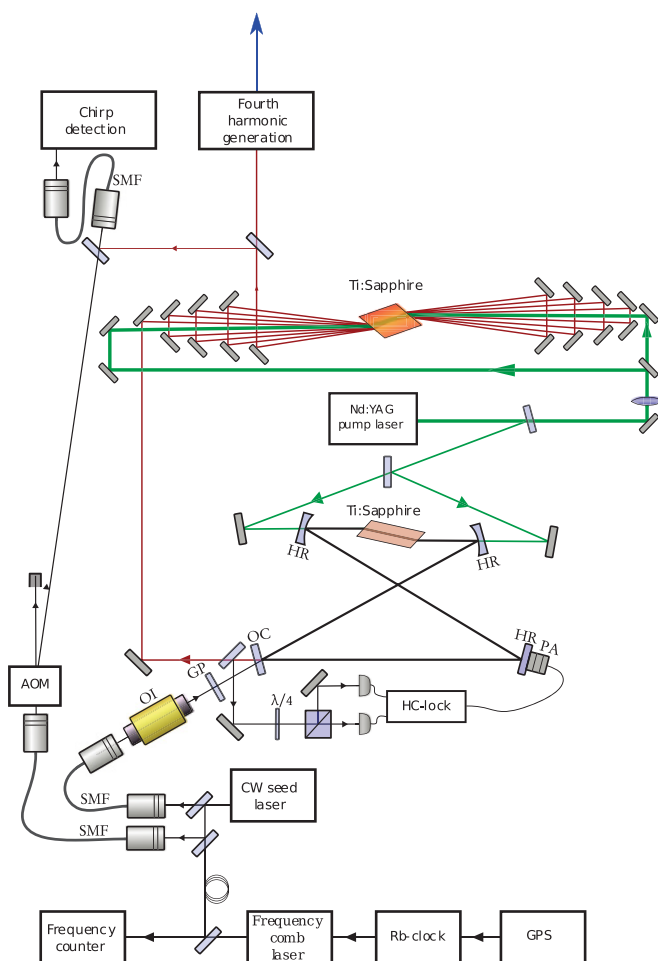 Chirp
detection
Fourth
harmonic
generation
SMF
Ti:Sapphire
Nd:YAG
pump laser
Ti:Sapphire
HR
HR
OC
HR
PA
GP
AOM
OI
λ/4
HC-lock
CW seed
laser
SMF
SMF
Frequency
counter
Frequency
comb
laser
Rb-clock
GPS